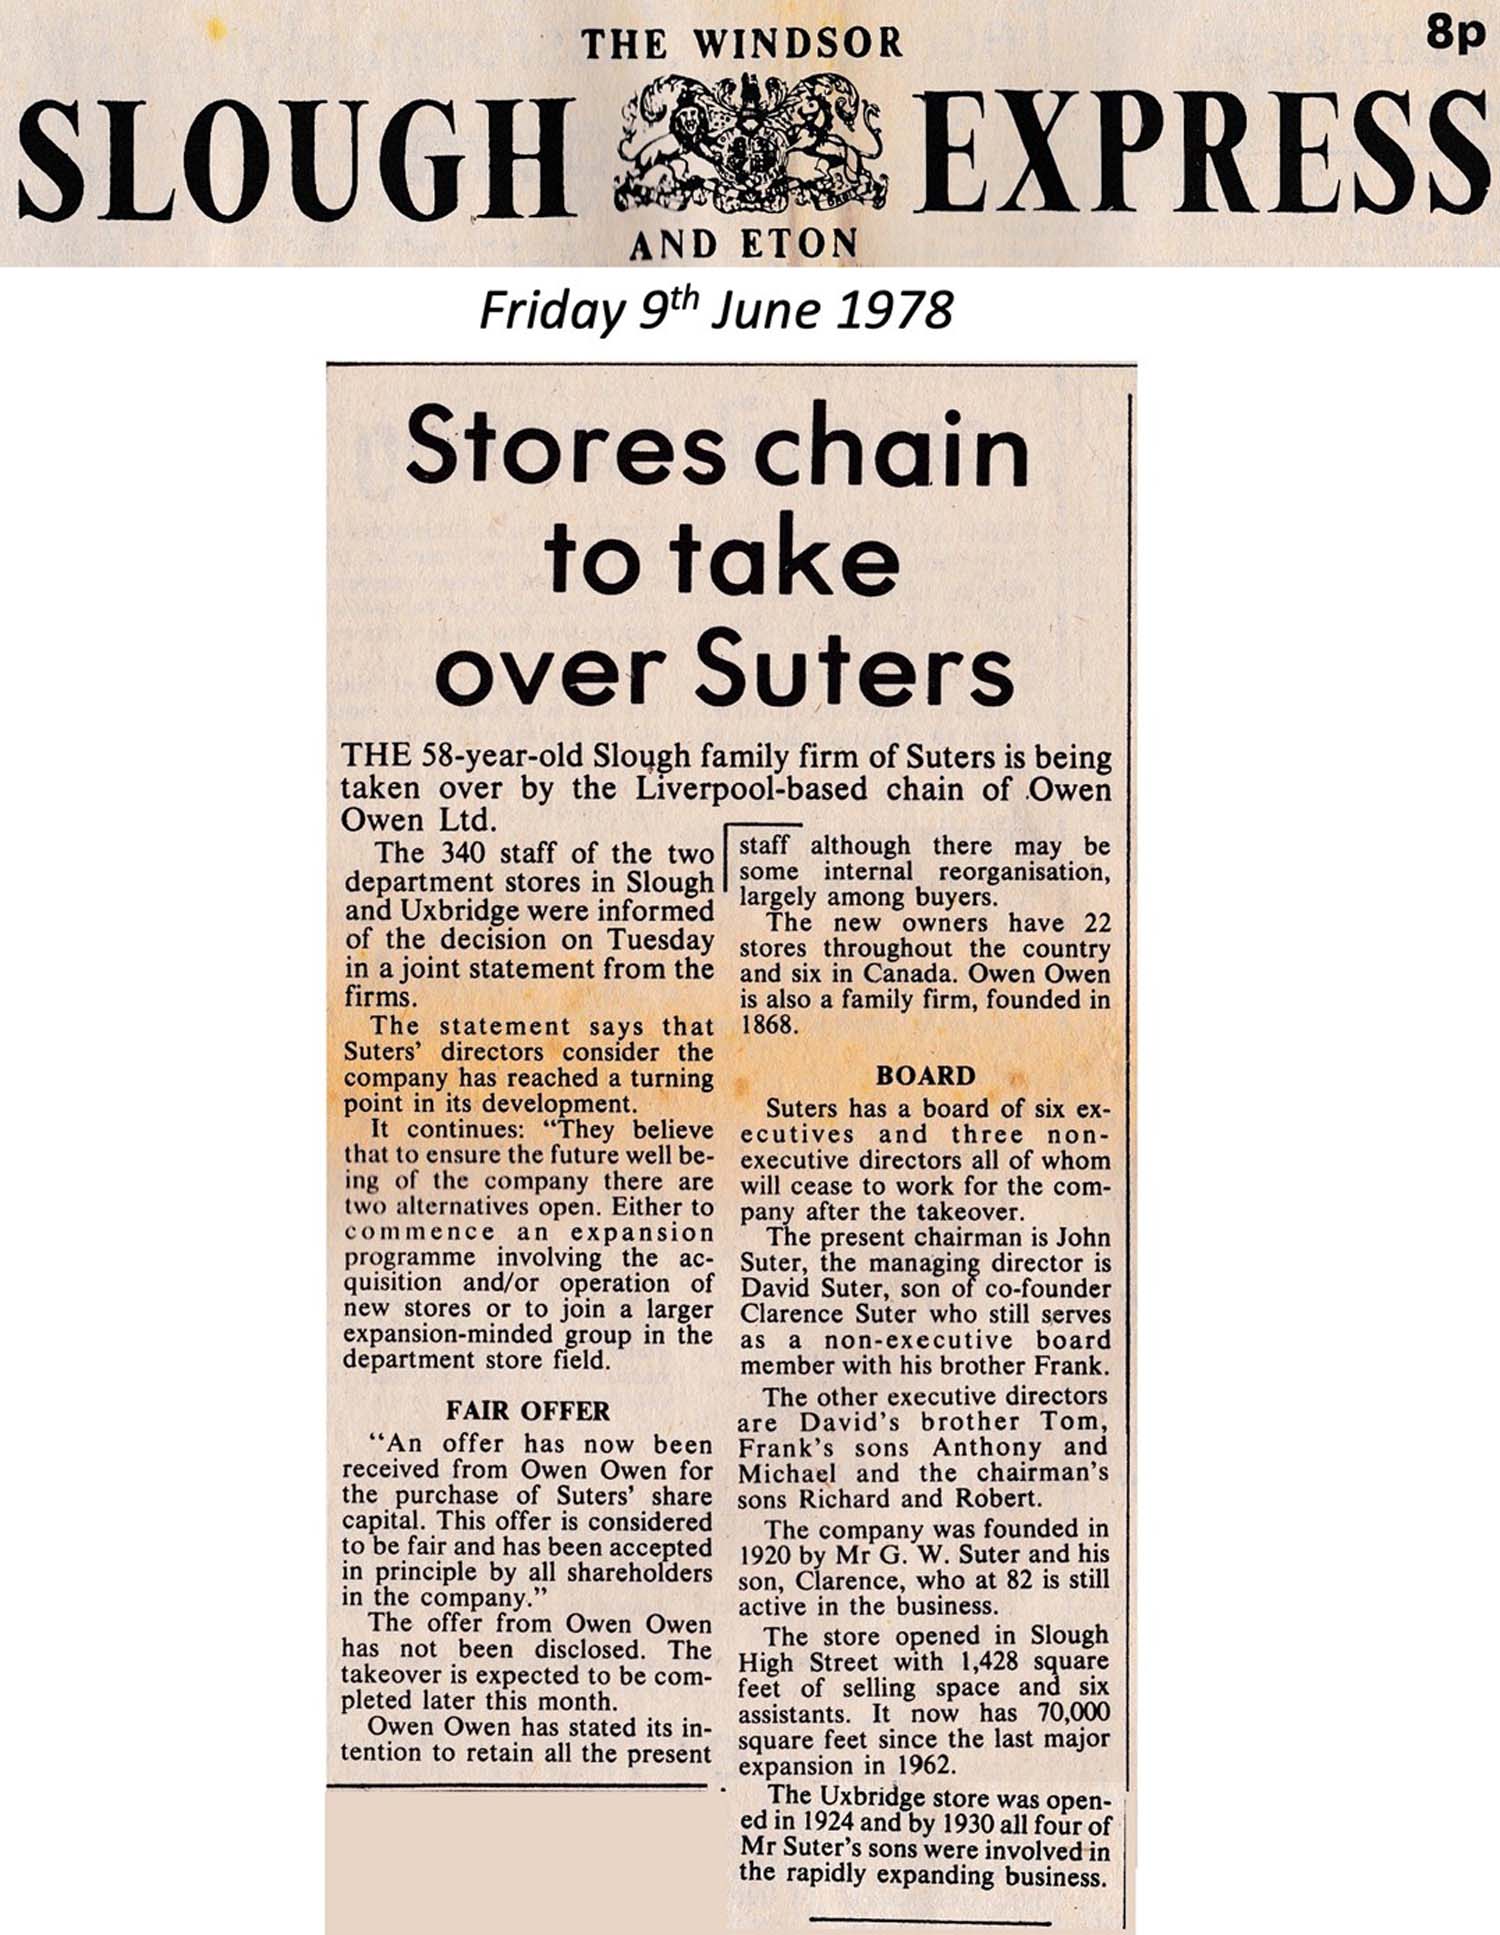 THE WINDSOR
8p
SLOUGH EXPRESS
AND ETON
Friday 9th June 1978
Stores chain
to take
over Suters
THE 58-year-old Slough family firm of Suters is being
taken over by the Liverpool-based chain of Owen
Owen Ltd.
The 340 staff of the two
department stores in Slough
and Uxbridge were informed
of the decision on Tuesday
in a joint statement from the
firms.
The statement says that
Suters' directors consider the
company has reached a turning
point in its development.
It continues: "They believe
that to ensure the future well be-
ing of the company there are
two alternatives open. Either to
commence an expansion
programme involving the ac-
quisition and/or operation of
new stores or to join a larger
expansion-minded group in the
department store field.
FAIR OFFER
"An offer has now been
received from Owen Owen for
the purchase of Suters' share
capital. This offer is considered
to be fair and has been accepted
in principle by all shareholders
in the company."
The offer from Owen Owen
has not been disclosed. The
takeover is expected to be com-
pleted later this month.
Owen Owen has stated its in-
tention to retain all the present
staff although there may be
some internal reorganisation,
largely among buyers.
The new owners have 22
stores throughout the country
and six in Canada. Owen Owen
is also a family firm, founded in
1868.
BOARD
Suters has a board of six ex-
ecutives and three non-
executive directors all of whom
will cease to work for the com-
pany after the takeover.
The present chairman is John
Suter, the managing director is
David Suter, son of co-founder
Clarence Suter who still serves
as a non-executive board
member with his brother Frank.
The other executive directors
are David's brother Tom,
Frank's sons Anthony and
Michael and the chairman's
sons Richard and Robert.
The company was founded in
1920 by Mr G. W. Suter and his
son, Clarence, who at 82 is still
active in the business.
The store opened in Slough
High Street with 1,428 square
feet of selling space and six
assistants. It now has 70,000
square feet since the last major
expansion in 1962.
The Uxbridge store was open-
ed in 1924 and by 1930 all four of
Mr Suter's sons were involved in
the rapidly expanding business.